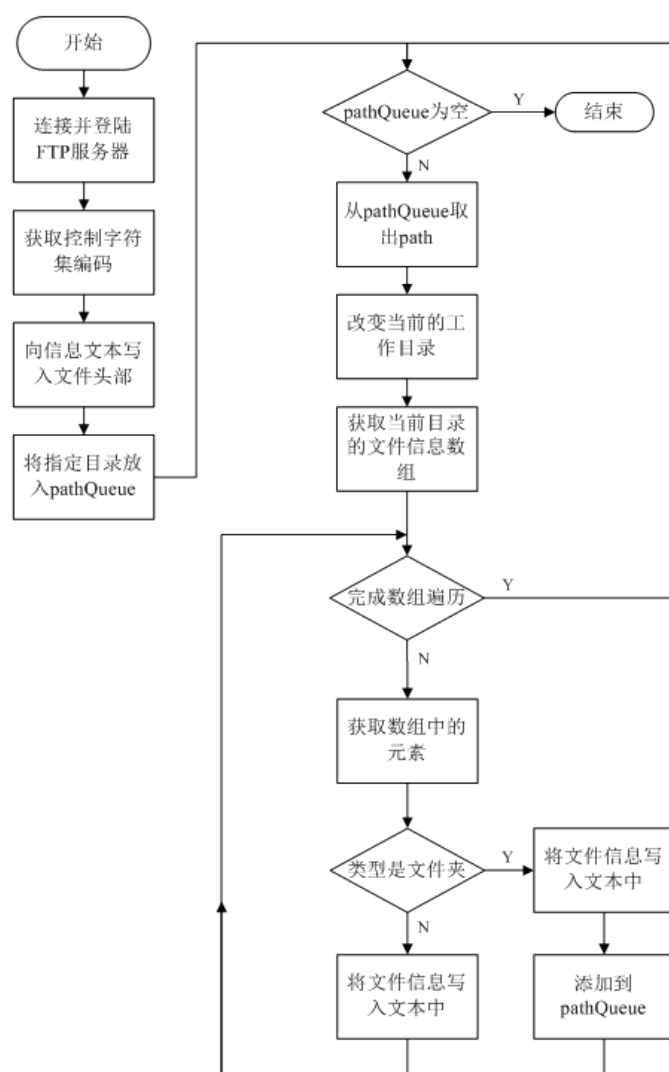 开始
连接并登陆
FTP服务器
获取控制字符
集编码
向信息文本写
入文件头部
将指定目录放
入pathQueue
pathQueue为空
Y
结束
N
从pathQueue取
出path
改变当前的工
作目录
获取当前目录
的文件信息数
组
完成数组遍历
Y
N
获取数组中的
元素
类型是文件夹
Y
将文件信息写
入文本中
N
将文件信息写
入文本中
添加到
pathQueue